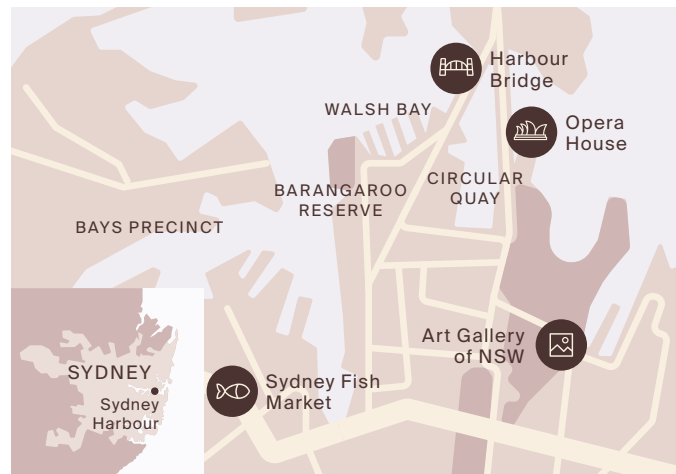 Harbour
Bridge
WALSH BAY
Opera
House
BARANGAROO
RESERVE
CIRCULAR
QUAY
BAYS PRECINCT
Art Gallery
of NSW
SYDNEY
Sydney
Harbour
Sydney Fish
Market